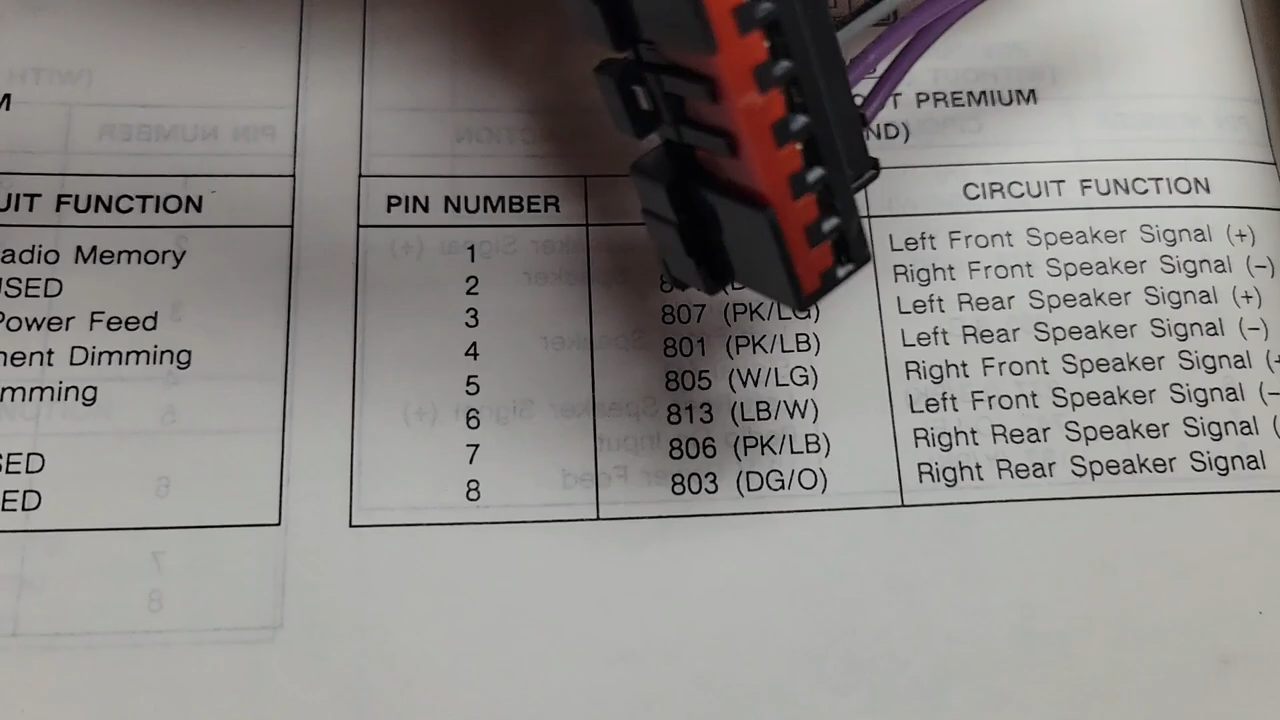 M
OUT PREMIUM
ND)
UIT FUNCTION
adio Memory
SED
Power Feed
nent Dimming
mming
SED
ED
PIN NUMBER CIRCUIT FUNCTION
1 Left Front Speaker Signal (+)
2 Right Front Speaker Signal (–)
3 807 (PK/LG) Left Rear Speaker Signal (+)
4 801 (PK/LB) Left Rear Speaker Signal (–)
5 805 (W/LG) Right Front Speaker Signal (+
6 813 (LB/W) Left Front Speaker Signal (–
7 806 (PK/LB) Right Rear Speaker Signal (
8 803 (DG/O) Right Rear Speaker Signal